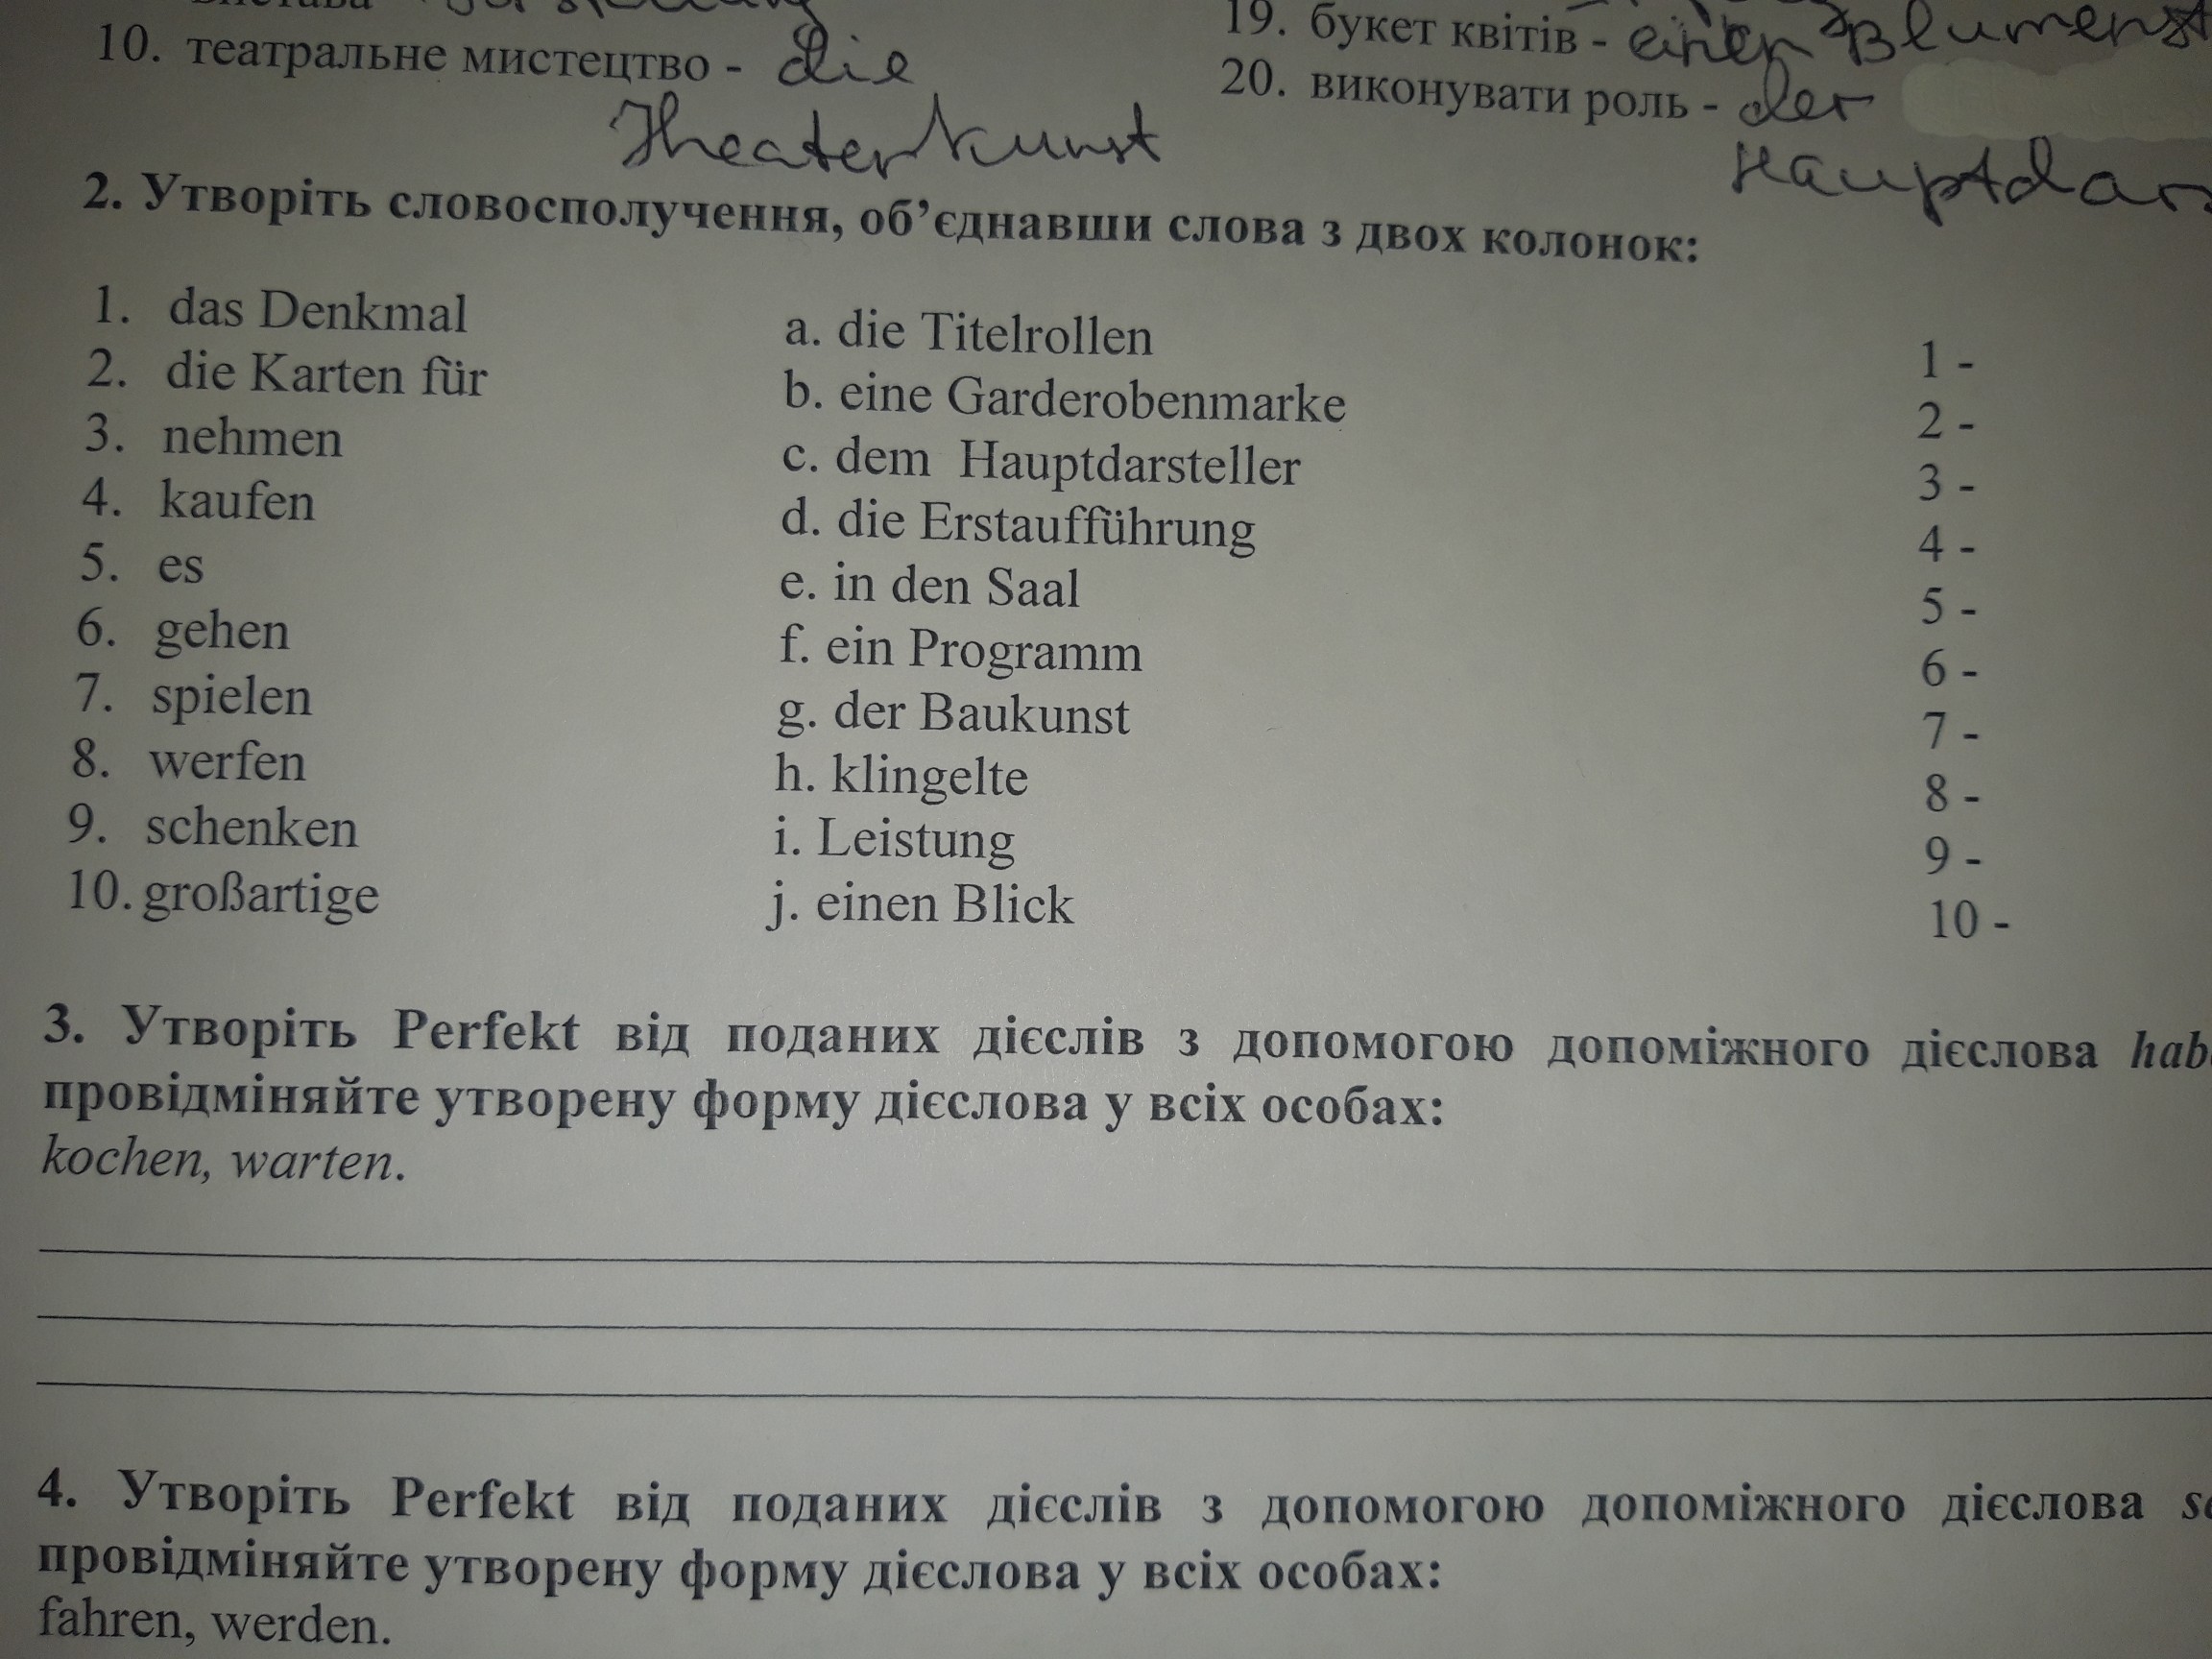 10. театральне мистецтво - die
Theaterkunst
19. букет квітів - einen
20. виконувати роль - der
2. Утворіть словосполучення, об’єднавши слова з двох колонок:
1. das Denkmal
2. die Karten für
3. nehmen
4. kaufen
5. es
6. gehen
7. spielen
8. werfen
9. schenken
10. großartige
a. die Titelrollen
b. eine Garderobenmarke
c. dem Hauptdarsteller
d. die Erstaufführung
e. in den Saal
f. ein Programm
g. der Baukunst
h. klingelte
i. Leistung
j. einen Blick
1 -
2 -
3 -
4 -
5 -
6 -
7 -
8 -
9 -
10 -
3. Утворіть Perfekt від поданих дієслів з допомогою допоміжного дієслова
провідміняйте утворену форму дієслова у всіх особах:
kochen, warten.
4. Утворіть Perfekt від поданих дієслів з допомогою допоміжного дієслова
провідміняйте утворену форму дієслова у всіх особах:
fahren, werden.